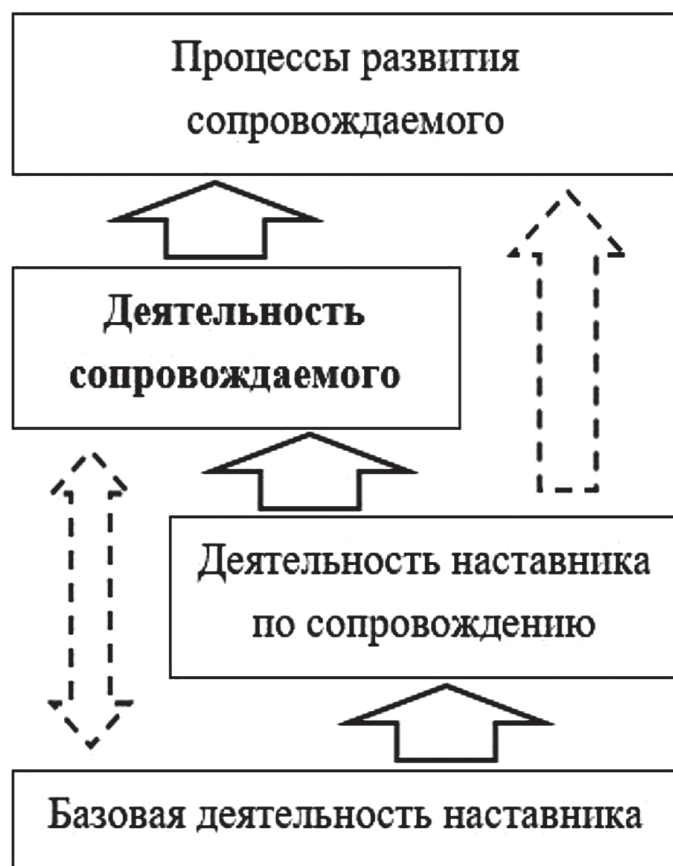 Процессы развития
сопровождаемого
Деятельность
сопровождаемого
Деятельность наставника
по сопровождению
Базовая деятельность наставника